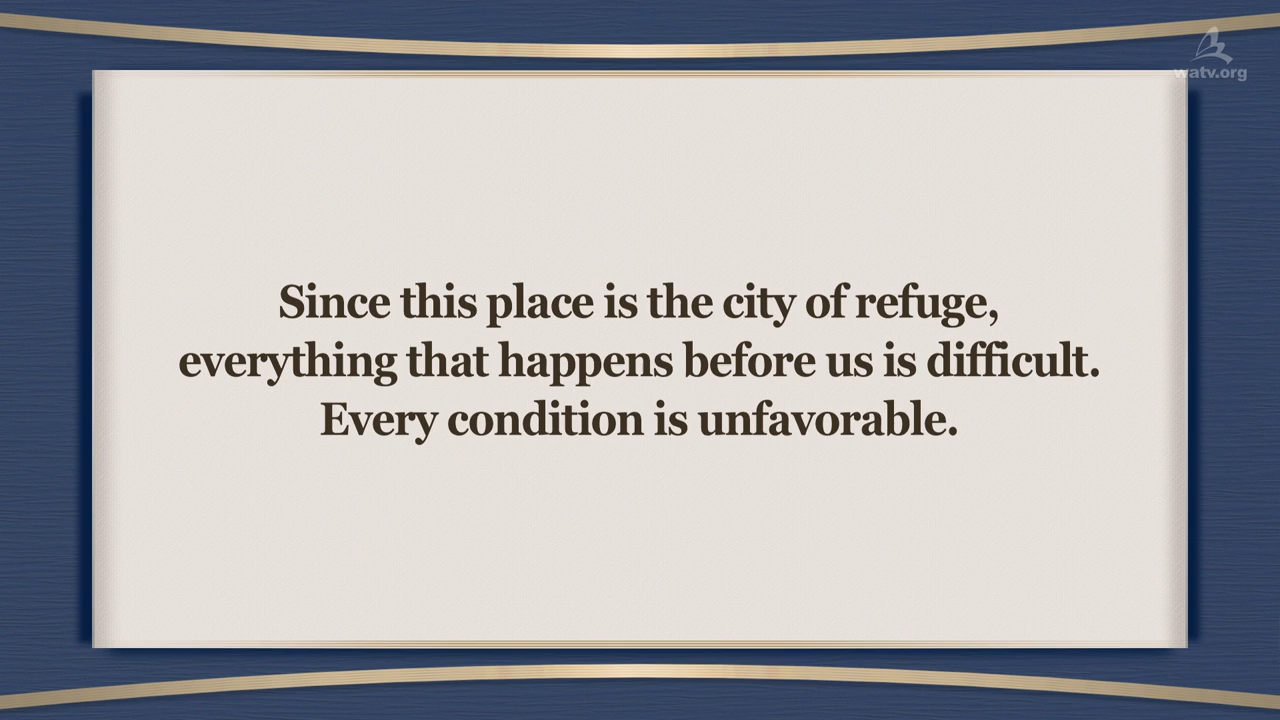 watv.org
Since this place is the city of refuge,
everything that happens before us is difficult.
Every condition is unfavorable.